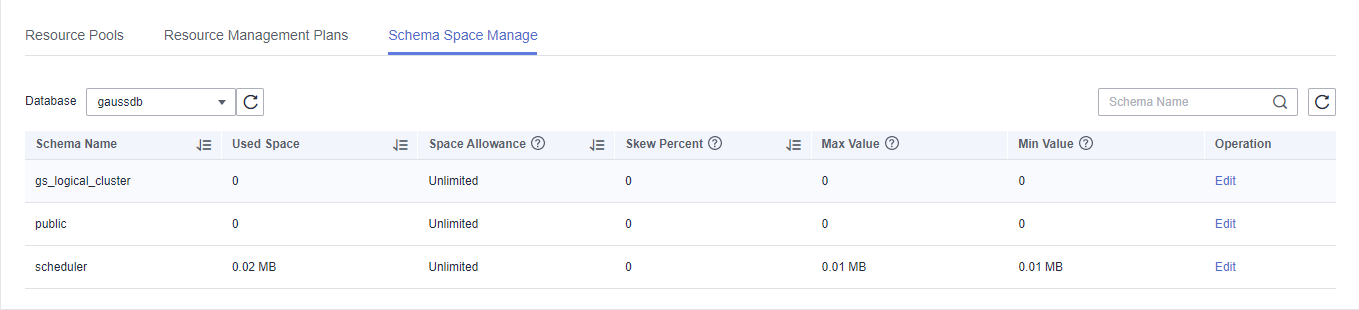 Resource Pools Resource Management Plans Schema Space Manage
Database gaussdb Schema Name
Schema Name Used Space Space Allowance Skew Percent Max Value Min Value Operation
gs_logical_cluster 0 Unlimited 0 0 0 Edit
public 0 Unlimited 0 0 0 Edit
scheduler 0.02 MB Unlimited 0 0.01 MB 0.01 MB Edit